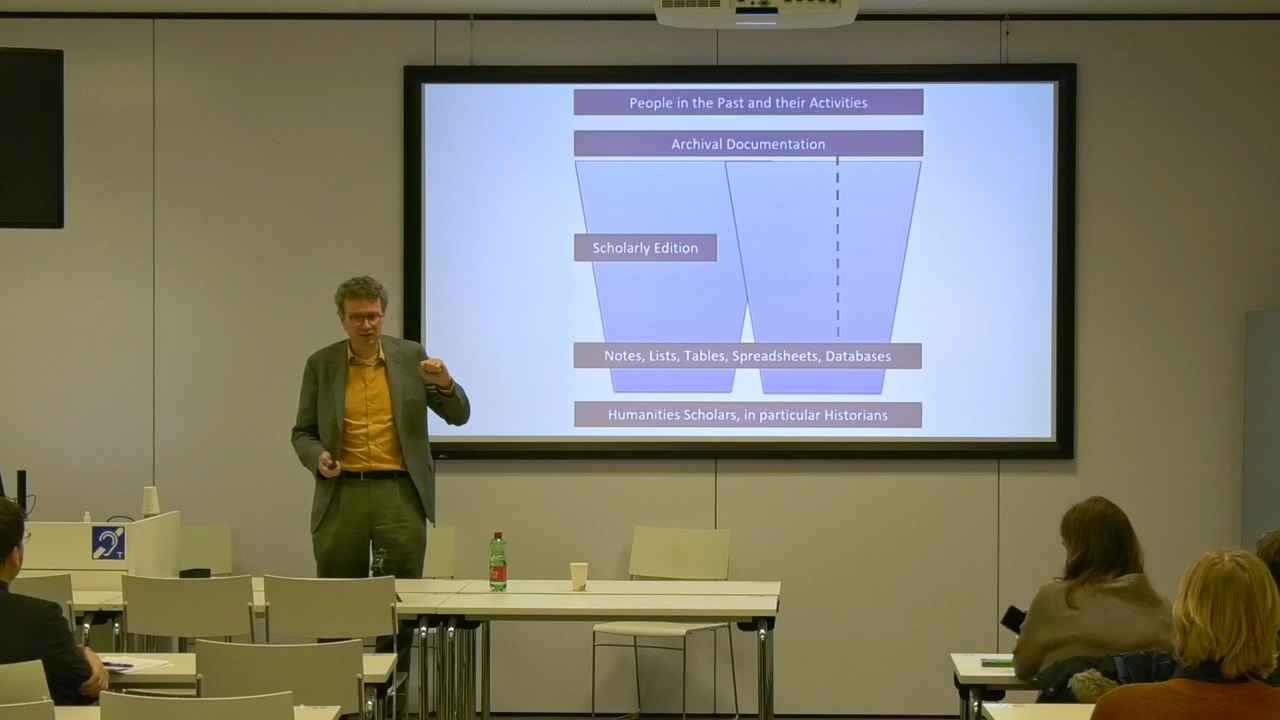 People in the Past and their Activities
Archival Documentation
Scholarly Edition
Notes, Lists, Tables, Spreadsheets, Databases
Humanities Scholars, in particular Historians
T